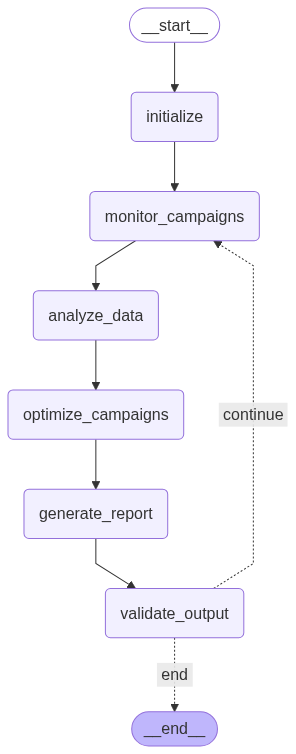 __start__
initialize
monitor_campaigns
analyze_data
optimize_campaigns
continue
generate_report
validate_output
end
__end__